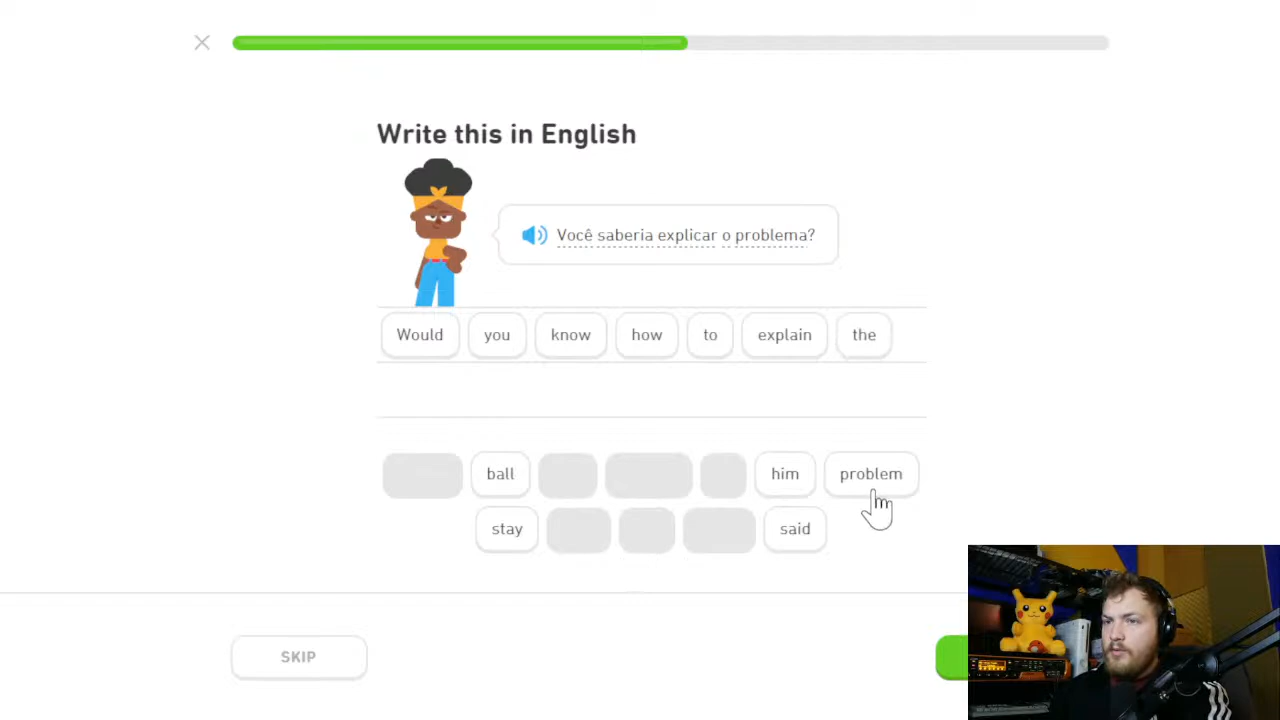 Write this in English
Você saberia explicar o problema?
Would you know how to explain the
ball him problem
stay said
SKIP